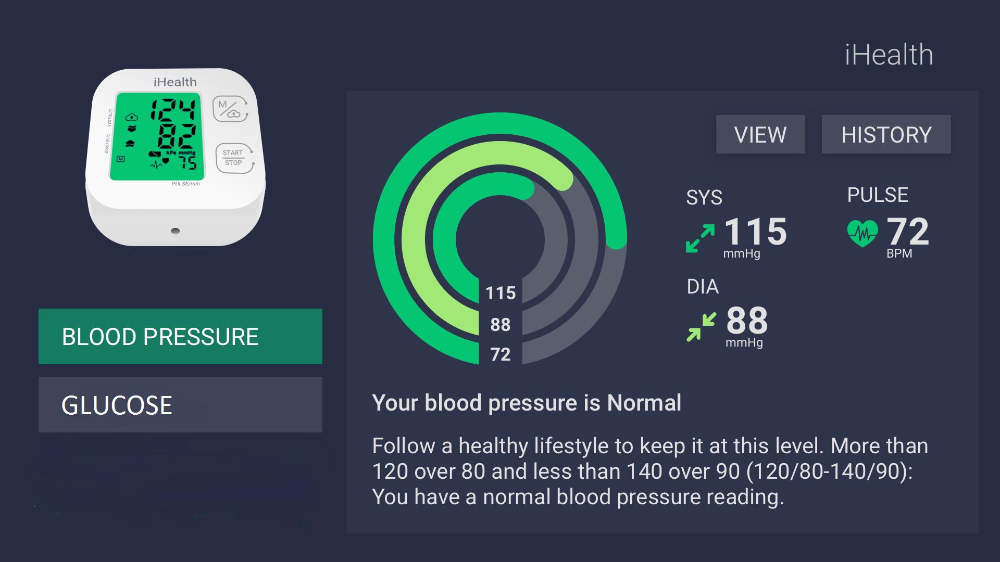 iHealth
iHealth
SYSTOLIC
DIASTOLIC
124
82
kPa mmHg
75
M
PULSE/min
M
START
STOP
BLOOD PRESSURE
GLUCOSE
VIEW
HISTORY
115
88
72
SYS
115
mmHg
PULSE
72
BPM
DIA
88
mmHg
Your blood pressure is Normal
Follow a healthy lifestyle to keep it at this level. More than
120 over 80 and less than 140 over 90 (120/80-140/90):
You have a normal blood pressure reading.